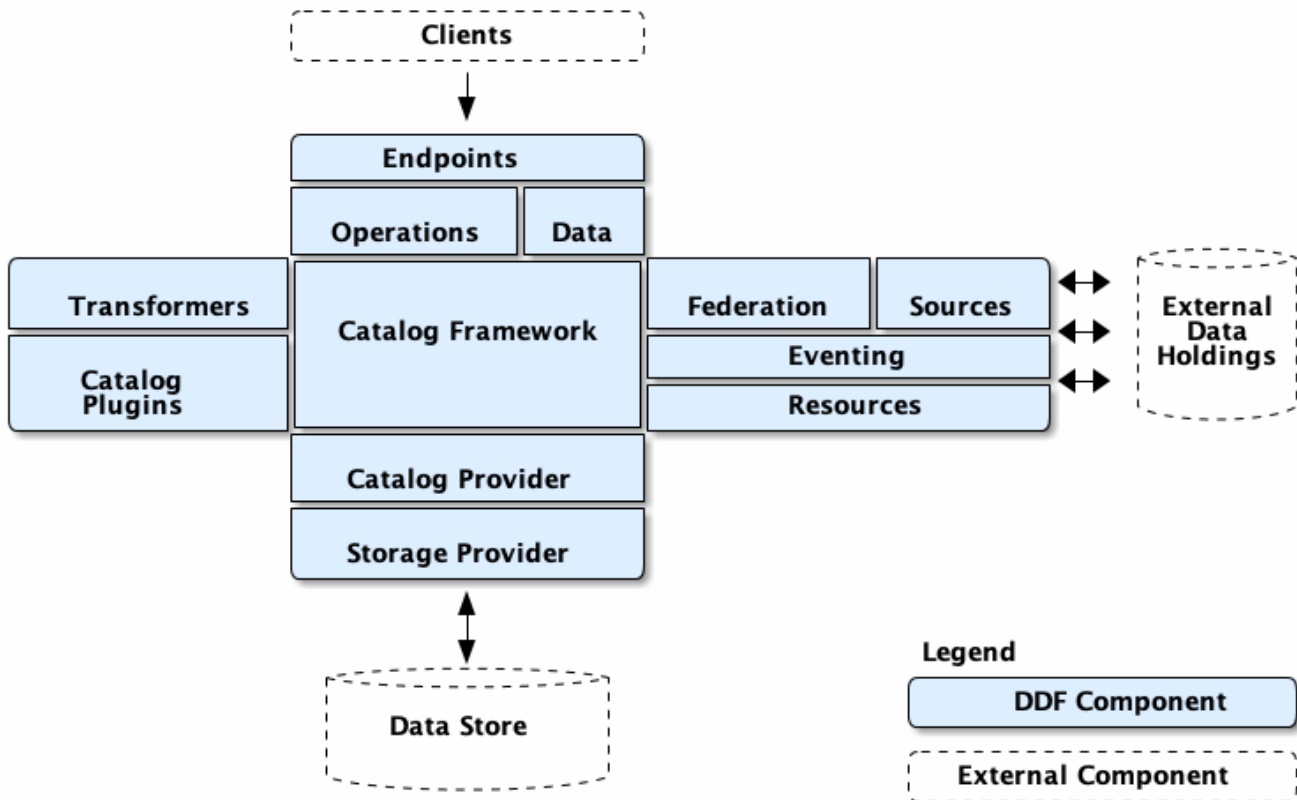 Clients
Endpoints
Operations
Data
Transformers
Catalog Framework
Federation
Sources
External
Data
Holdings
Eventing
Catalog
Plugins
Resources
Catalog Provider
Storage Provider
Legend
DDF Component
Data Store
External Component